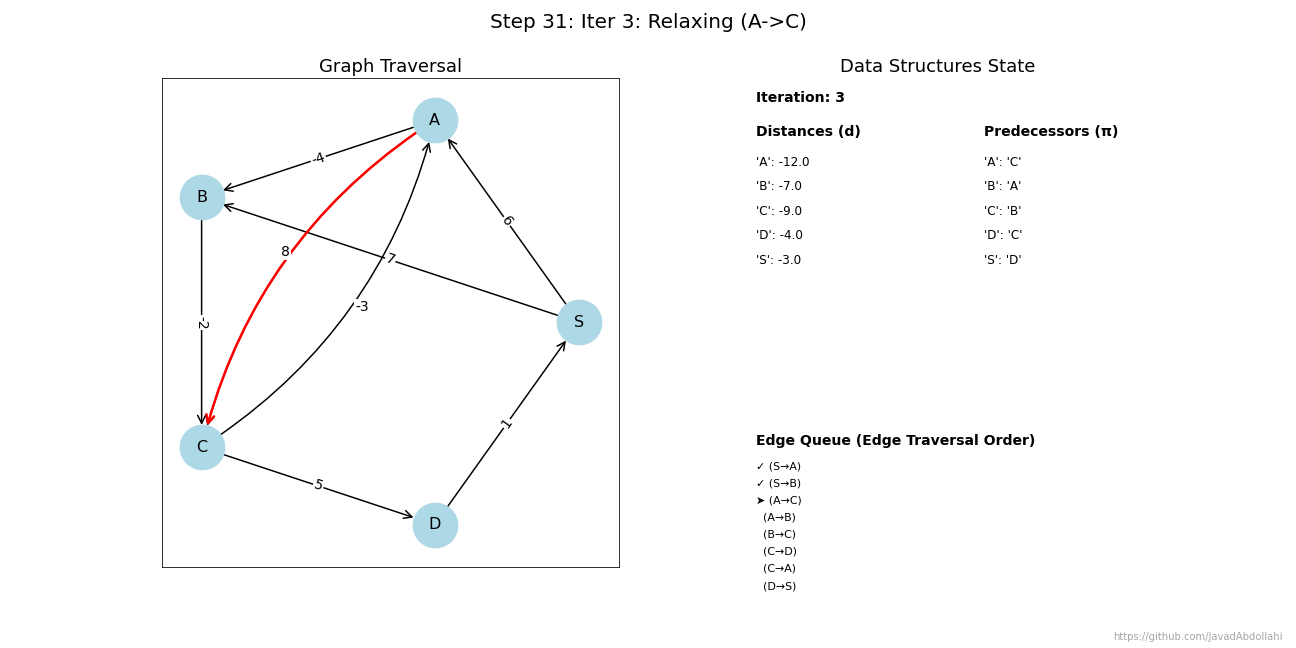 Step 31: Iter 3: Relaxing (A->C)
Graph Traversal
A
B
C
D
S
-4
8
7
6
-3
-2
5
1
Data Structures State
Iteration: 3
Distances (d)
'A': -12.0
'B': -7.0
'C': -9.0
'D': -4.0
'S': -3.0
Predecessors (π)
'A': 'C'
'B': 'A'
'C': 'B'
'D': 'C'
'S': 'D'
Edge Queue (Edge Traversal Order)
✓ (S→A)
✓ (S→B)
➤ (A→C)
(A→B)
(B→C)
(C→D)
(C→A)
(D→S)
https://github.com/JavadAbdollahi